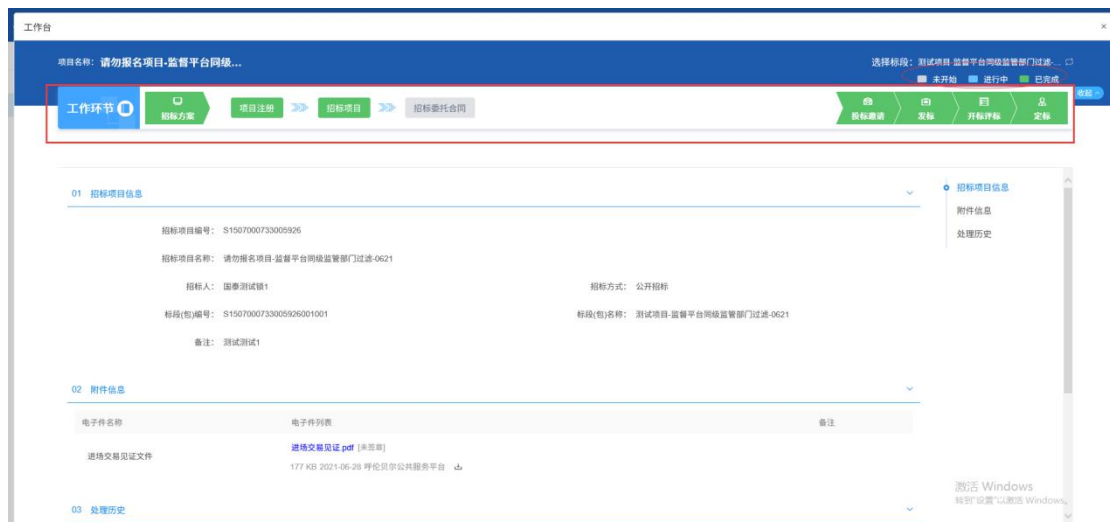 工作台
×
项目名称： 请勿报名项目-监督平台同级...
选择标段： 测试项目-监督平台同级监管部门过滤-...
未开始 进行中 已完成
收起
工作环节 招标方案 项目注册 招标项目 招标委托合同 投标邀请 发标 开标评标 定标
01 招标项目信息
招标项目信息
附件信息
处理历史
招标项目编号： S1507000733005926
招标项目名称： 请勿报名项目-监督平台同级监管部门过滤-0621
招标人： 国泰测试锁1 招标方式： 公开招标
标段(包)编号： S1507000733005926001001 标段(包)名称： 测试项目-监督平台同级监管部门过滤-0621
备注： 测试测试1
02 附件信息
电子件名称 电子件列表 备注
进场交易见证文件 进场交易见证.pdf [未签章]
177 KB 2021-06-28 呼伦贝尔公共服务平台
激活 Windows
转到"设置"以激活 Windows。
03 处理历史